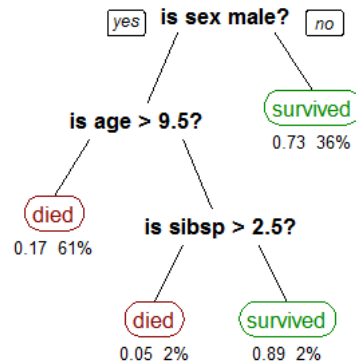 yes is sex male? no
survived
0.73 36%
is age > 9.5?
died
0.17 61%
is sibsp > 2.5?
died survived
0.05 2% 0.89 2%